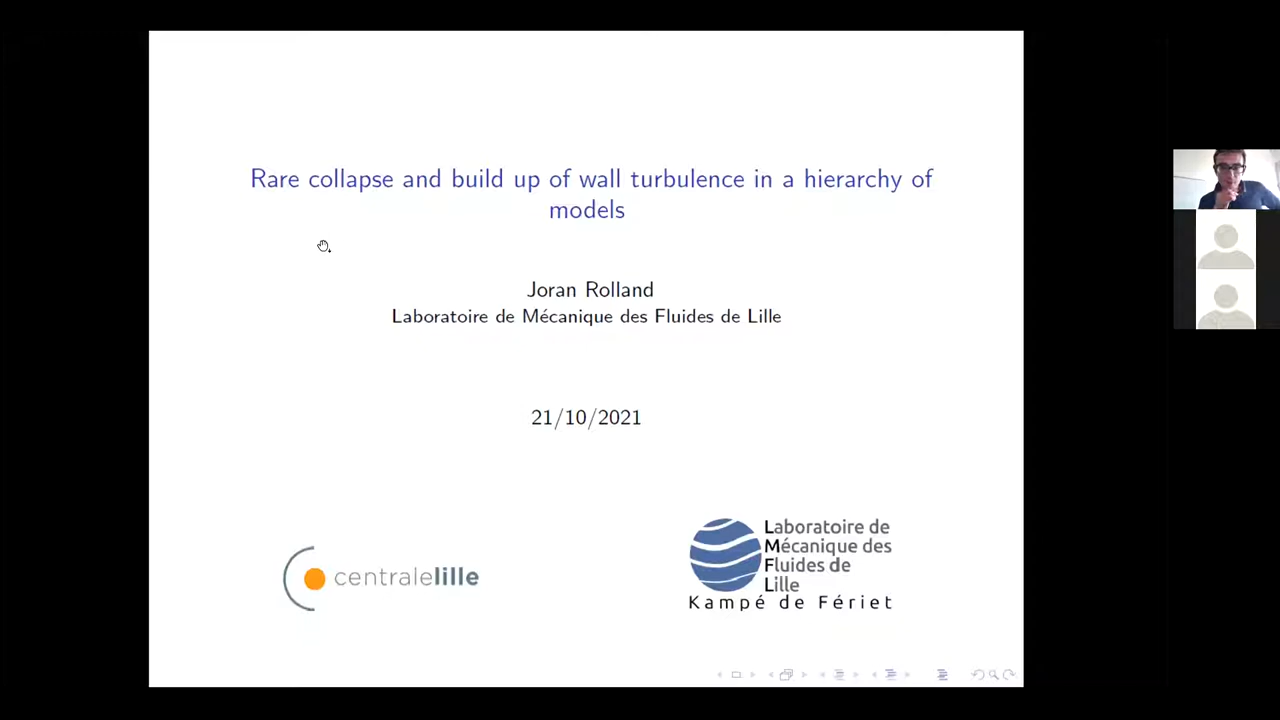 Rare collapse and build up of wall turbulence in a hierarchy of
models
Joran Rolland
Laboratoire de Mécanique des Fluides de Lille
21/10/2021
centralelille
Laboratoire de
Mécanique des
Fluides de
Lille
Kampé de Fériet